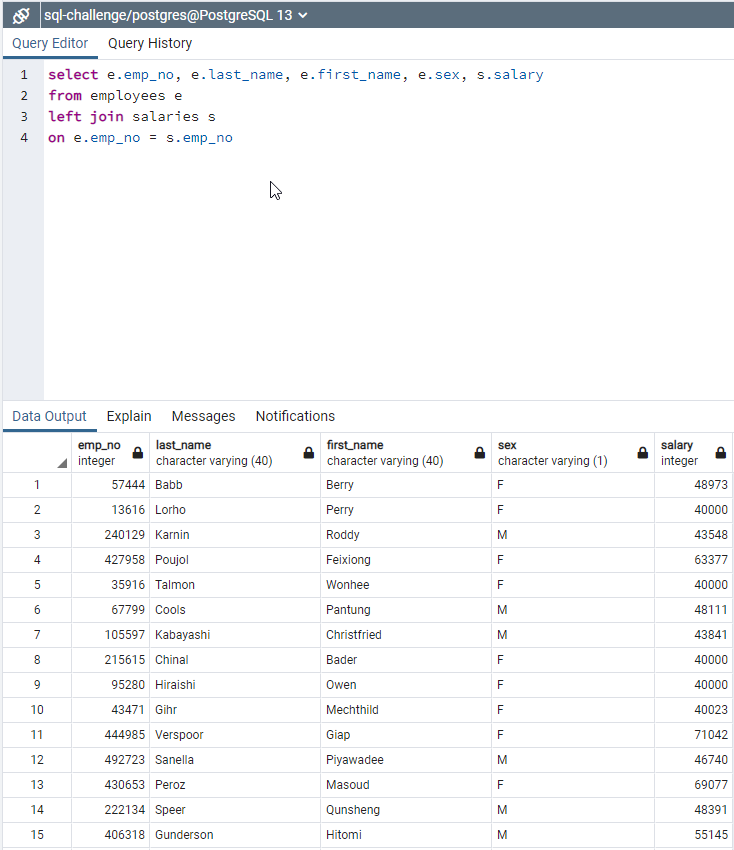 sql-challenge/postgres@PostgreSQL 13
Query Editor Query History
1 select e.emp_no, e.last_name, e.first_name, e.sex, s.salary
2 from employees e
3 left join salaries s
4 on e.emp_no = s.emp_no
Data Output Explain Messages Notifications
emp_no last_name first_name sex salary
integer character varying (40) character varying (40) character varying (1) integer
1 57444 Babb Berry F 48973
2 13616 Lorho Perry F 40000
3 240129 Karnin Roddy M 43548
4 427958 Poujol Feixiong F 63377
5 35916 Talmon Wonhee F 40000
6 67799 Cools Pantung M 48111
7 105597 Kabayashi Christfried M 43841
8 215615 Chinal Bader F 40000
9 95280 Hiraishi Owen F 40000
10 43471 Gihr Mechthild F 40023
11 444985 Verspoor Giap F 71042
12 492723 Sanella Piyawadee M 46740
13 430653 Peroz Masoud F 69077
14 222134 Speer Qunsheng M 48391
15 406318 Gunderson Hitomi M 55145